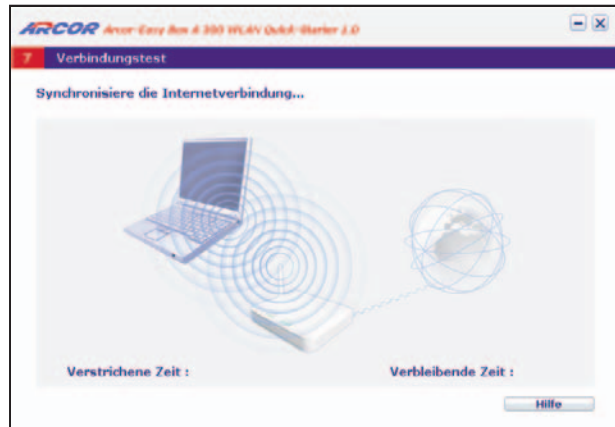 ARCOR Arcor-Easy Box A 300 WLAN Quick-Starter 1.0
7 Verbindungstest
Synchronisiere die Internetverbindung...
Verstrichene Zeit :
Verbleibende Zeit :
Hilfe